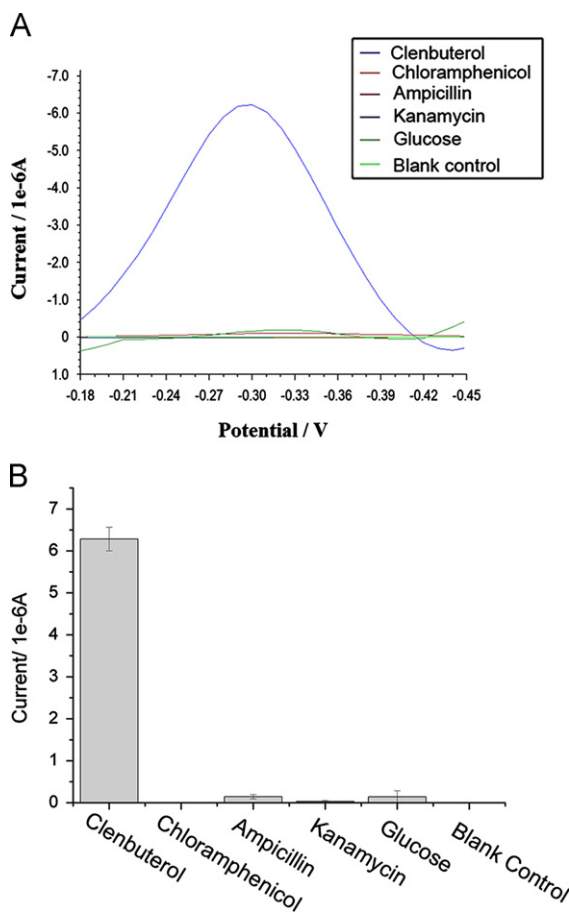 A
Clenbuterol
Chloramphenicol
Ampicillin
Kanamycin
Glucose
Blank control
Current / 1e-6A
-7.0
-6.0
-5.0
-4.0
-3.0
-2.0
-1.0
0
1.0
-0.18 -0.21 -0.24 -0.27 -0.30 -0.33 -0.36 -0.39 -0.42 -0.45
Potential / V
B
Current/ 1e-6A
7
6
5
4
3
2
1
0
Clenbuterol
Chloramphenicol
Ampicillin
Kanamycin
Glucose
Blank Control